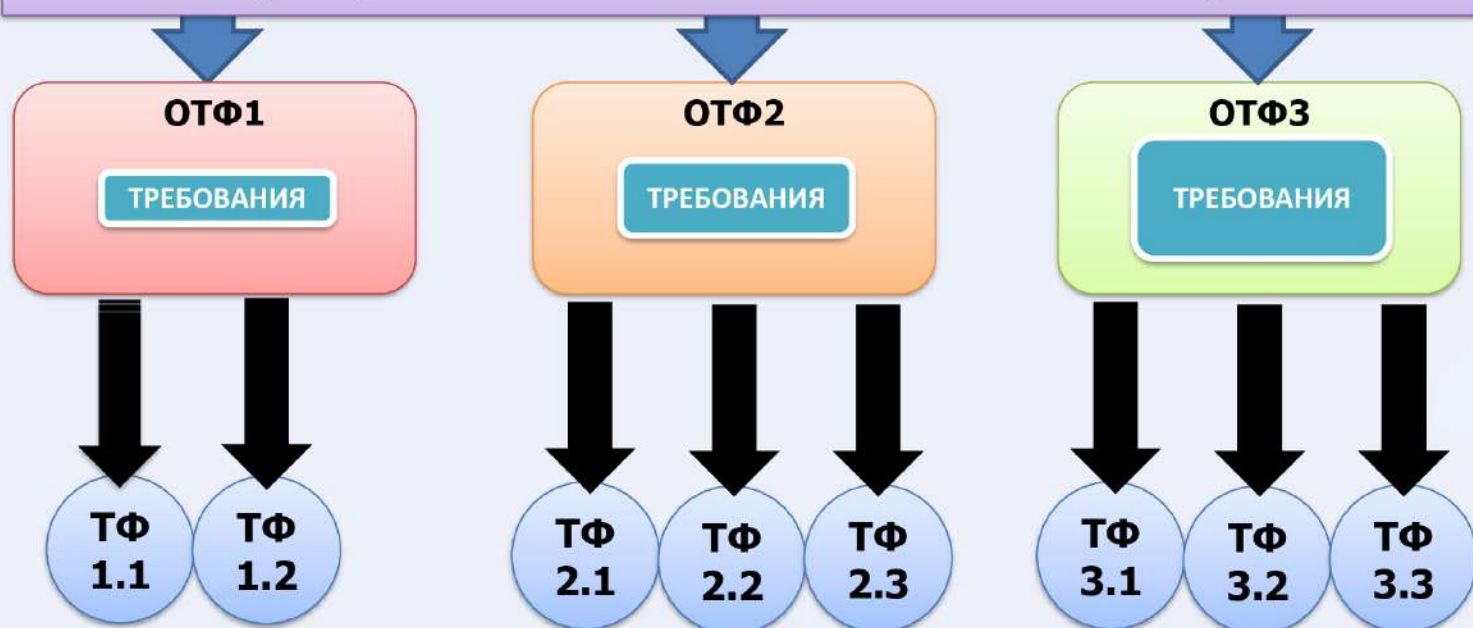 ОТФ1
ОТФ2
ОТФ3
ТРЕБОВАНИЯ
ТРЕБОВАНИЯ
ТРЕБОВАНИЯ
ТФ
1.1
ТФ
1.2
ТФ
2.1
ТФ
2.2
ТФ
2.3
ТФ
3.1
ТФ
3.2
ТФ
3.3